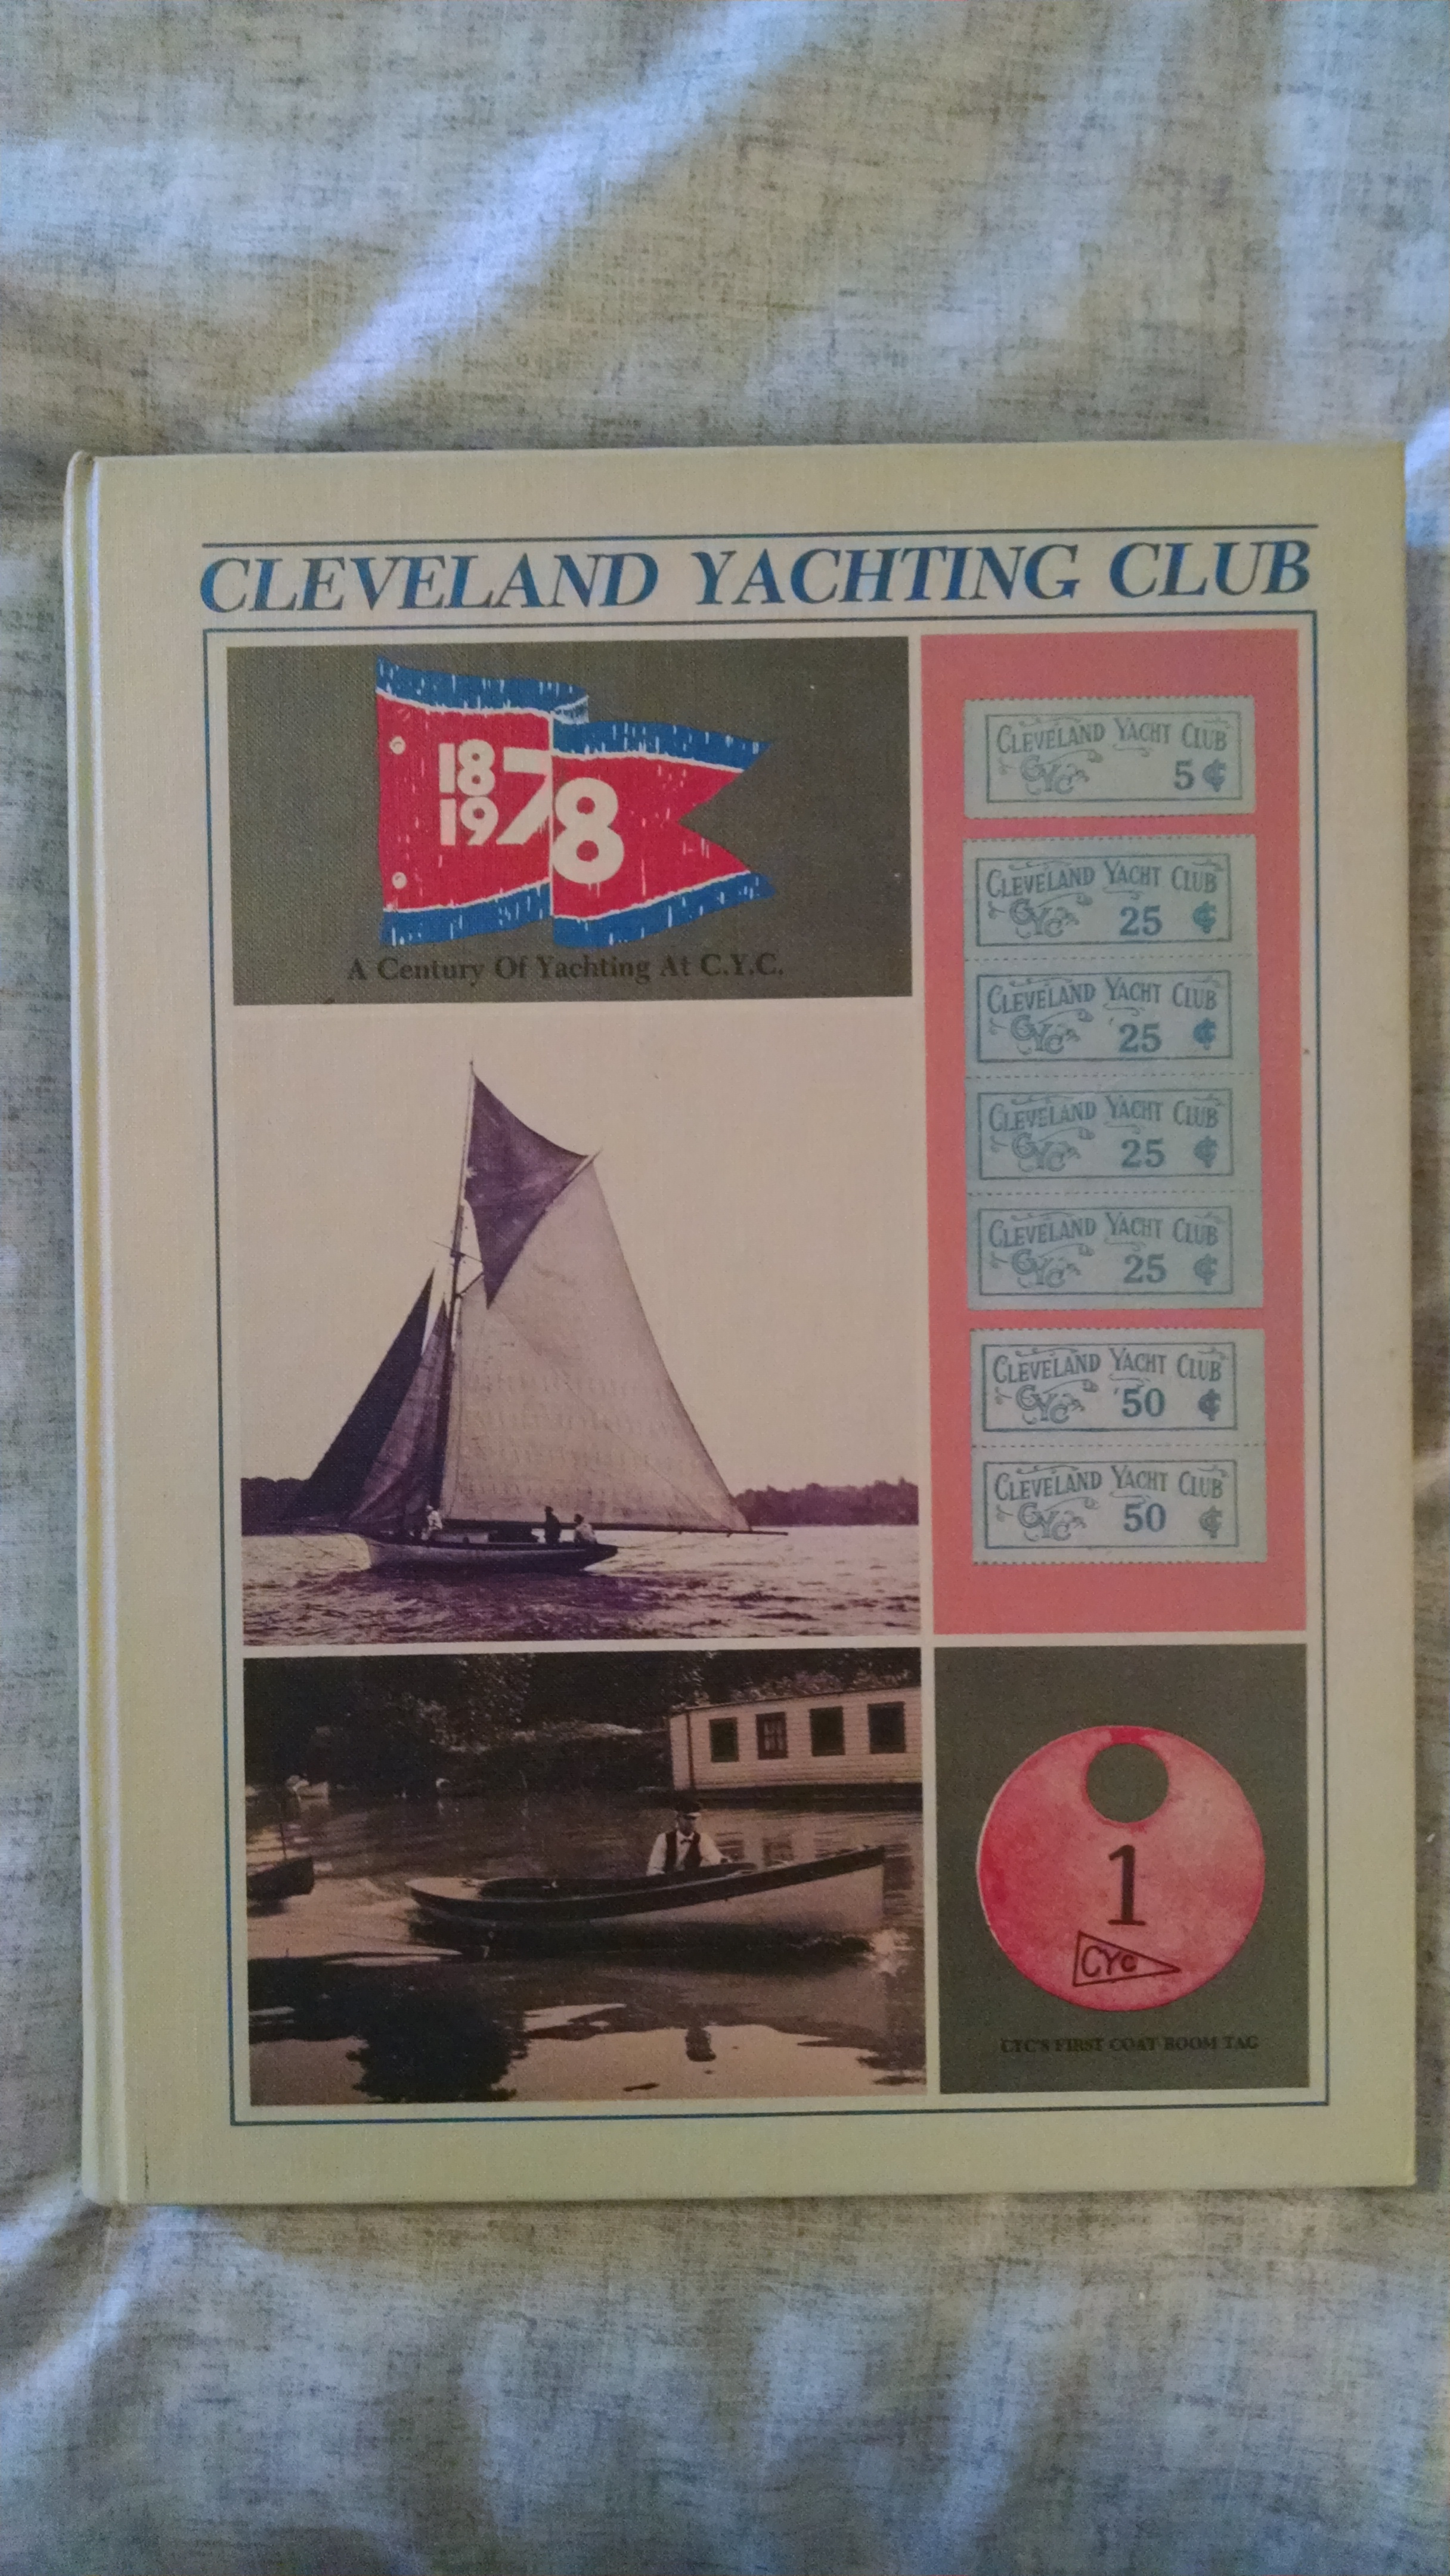 CLEVELAND YACHTING CLUB
1878
1978
A Century Of Yachting At C.Y.C.
CLEVELAND YACHT CLUB
CYC 5 ¢
CLEVELAND YACHT CLUB
CYC 25 ¢
CLEVELAND YACHT CLUB
CYC 25 ¢
CLEVELAND YACHT CLUB
CYC 25 ¢
CLEVELAND YACHT CLUB
CYC 25 ¢
CLEVELAND YACHT CLUB
CYC 50 ¢
CLEVELAND YACHT CLUB
CYC 50 ¢
1
CYC
CYC'S FIRST COAT ROOM TAG